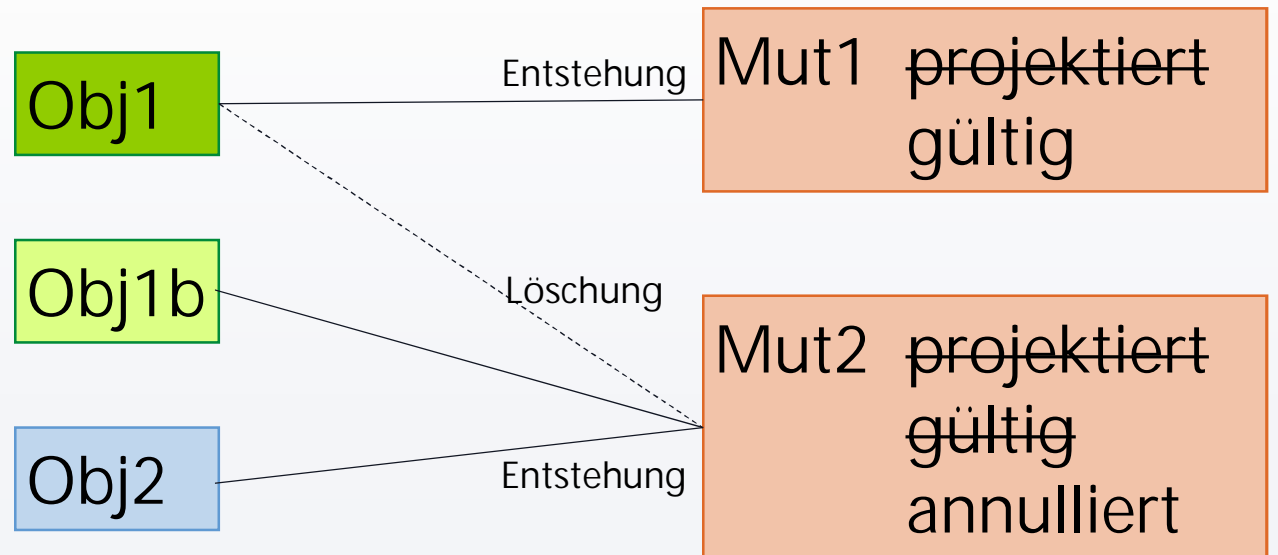 Obj1
Entstehung
Mut1 projektiert
gültig
Obj1b
Löschung
Mut2 projektiert
gültig
annulliert
Obj2
Entstehung